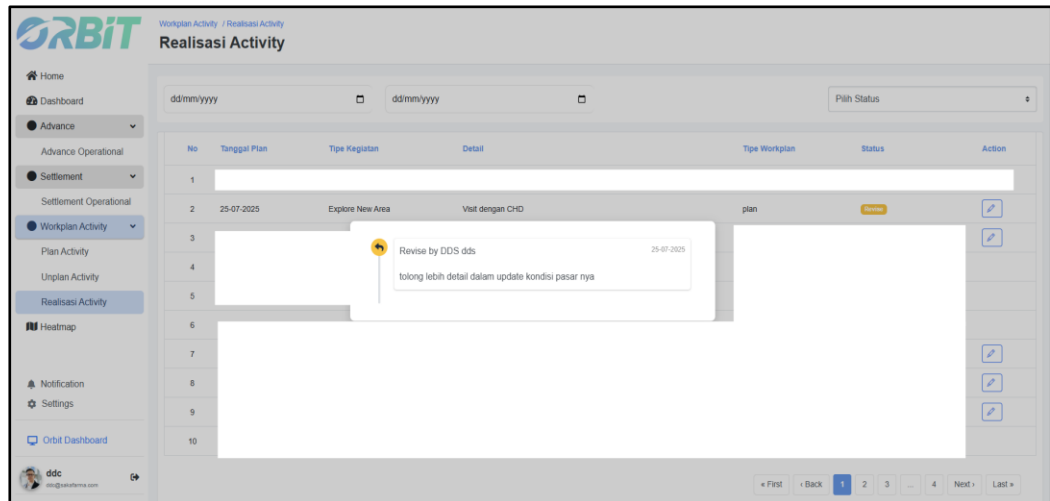 ORBiT
Workplan Activity / Realisasi Activity
Realisasi Activity
Home
Dashboard
Advance
Advance Operational
Settlement
Settlement Operational
Workplan Activity
Plan Activity
Unplan Activity
Realisasi Activity
Heatmap
Notification
Settings
Orbit Dashboard
ddc
dd/mm/yyyy dd/mm/yyyy Pilih Status
No Tanggal Plan Tipe Kegiatan Detail Tipe Workplan Status Action
1
2 25-07-2025 Explore New Area Visit dengan CHD plan
3
4
5
6
7
8
9
10
Revise by DDS dds 25-07-2025
tolong lebih detail dalam update kondisi pasar nya
« First ‹ Back 1 2 3 ... 4 Next › Last »